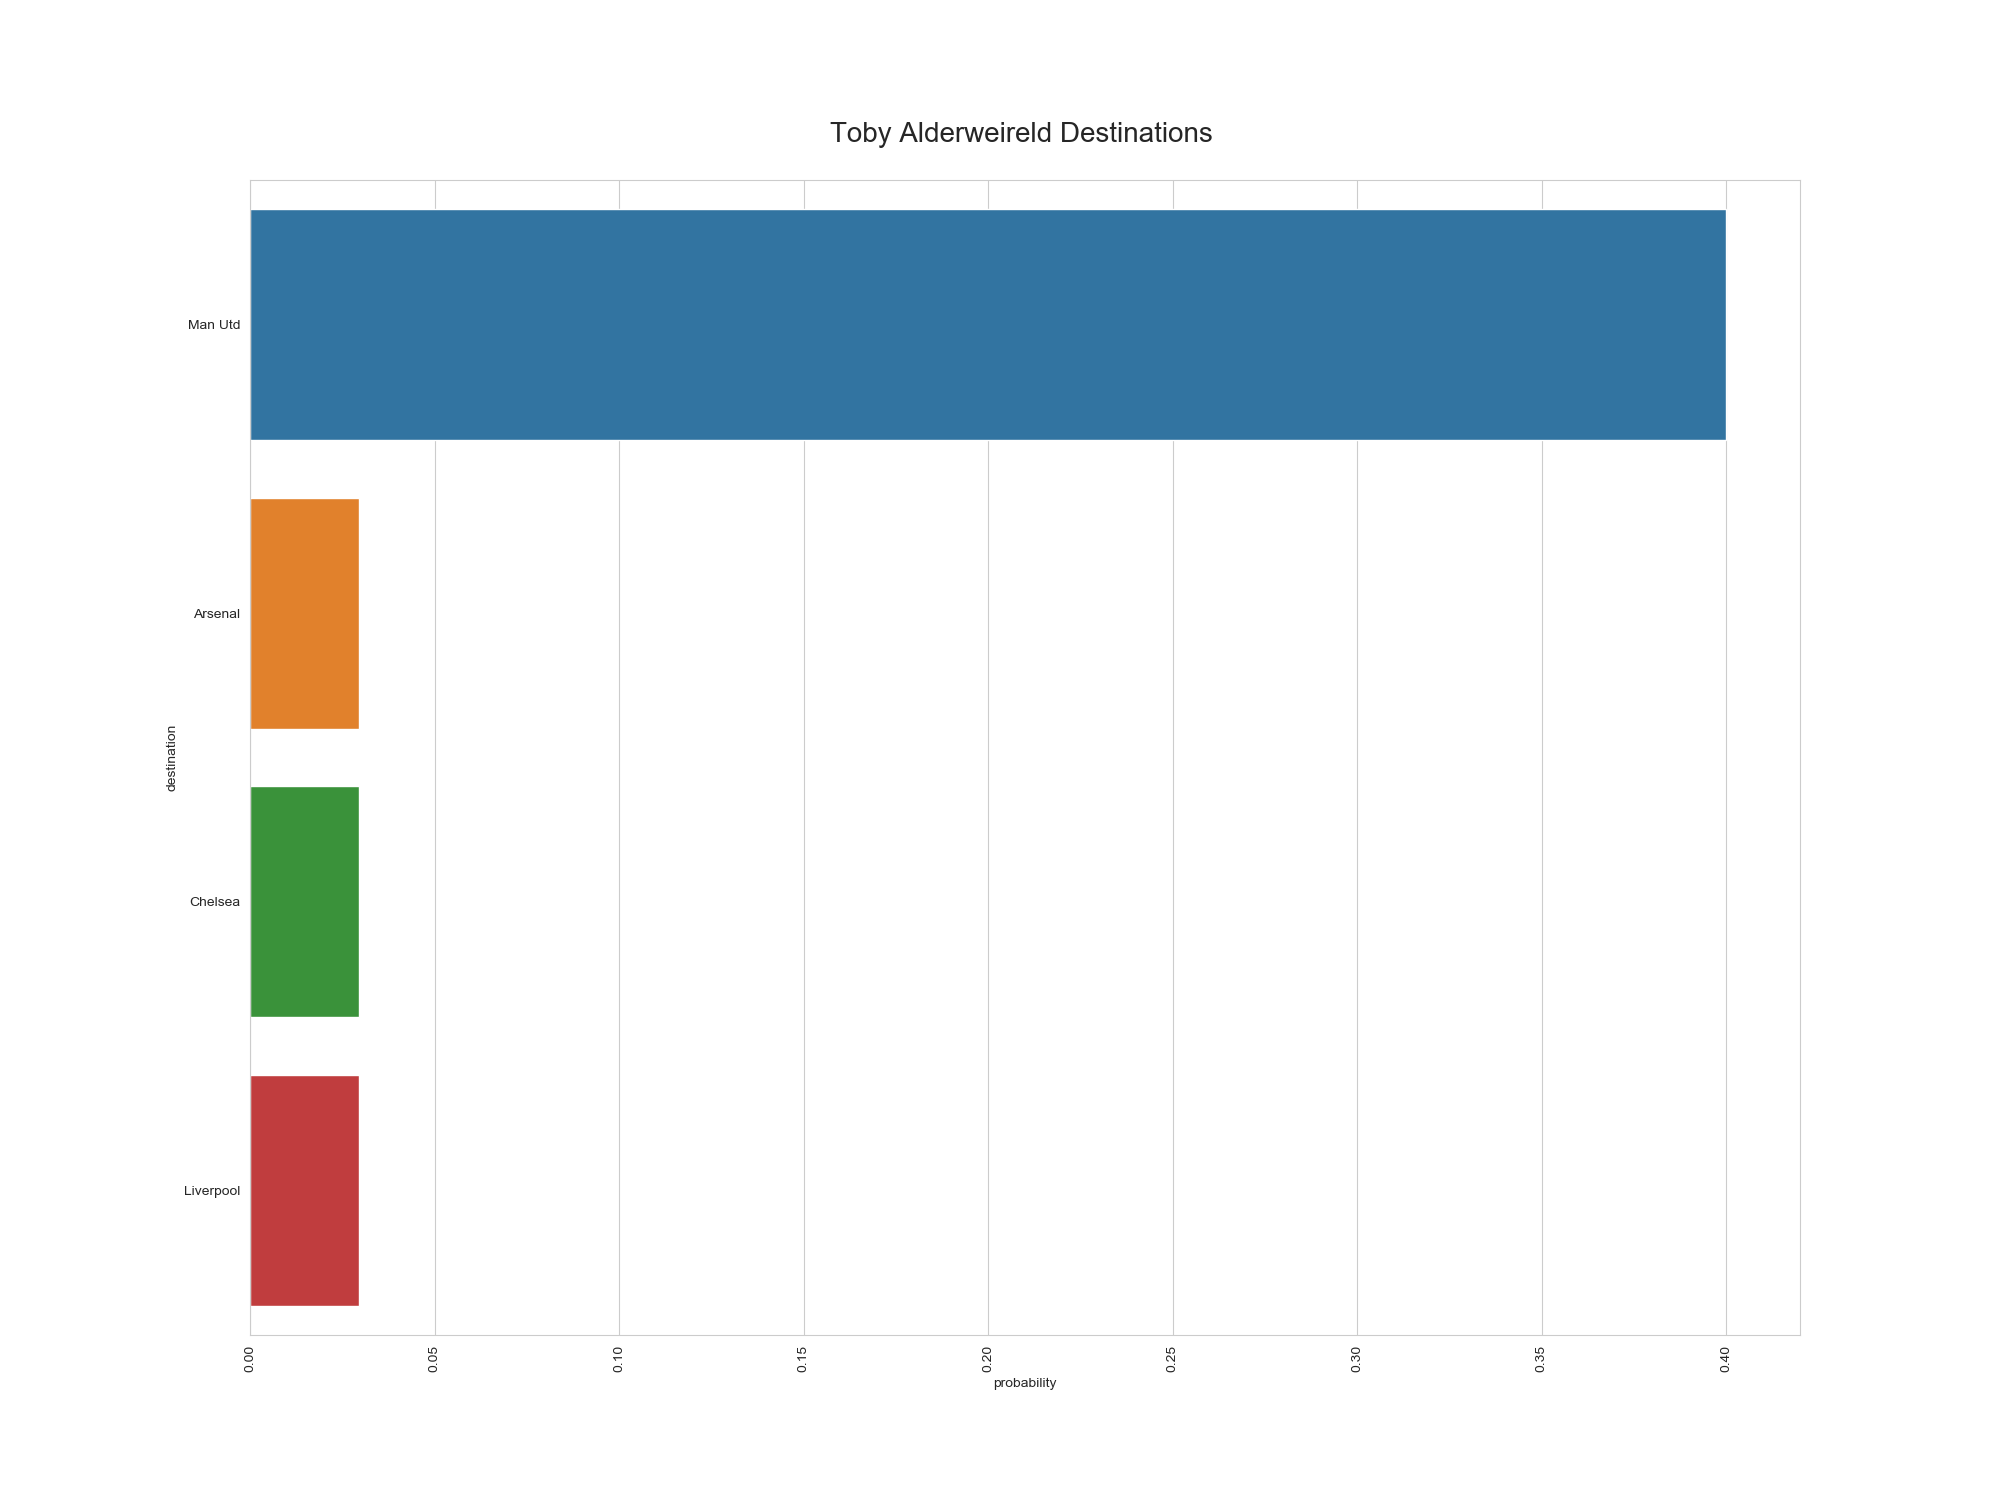 Toby Alderweireld Destinations
Man Utd
Arsenal
Chelsea
Liverpool
destination
0.00
0.05
0.10
0.15
0.20
0.25
0.30
0.35
0.40
probability